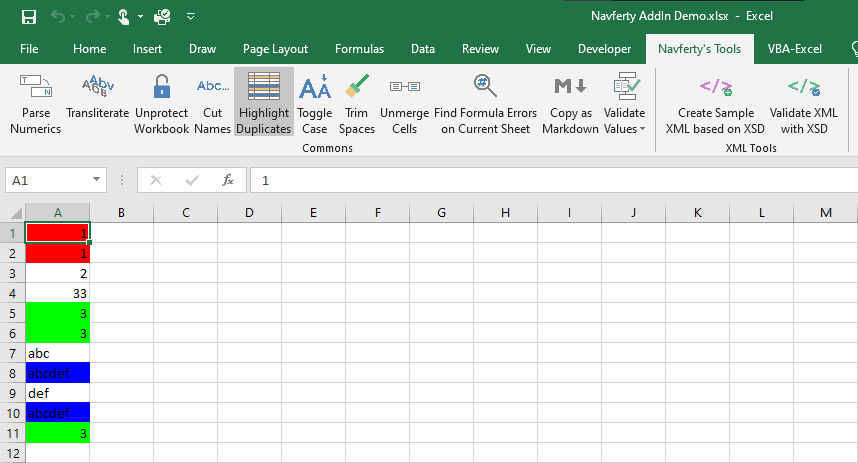 Navferty AddIn Demo.xlsx - Excel
File Home Insert Draw Page Layout Formulas Data Review View Developer Navferty's Tools VBA-Excel
Abv T N
AGB Abc...
Parse Transliterate Unprotect Cut Highlight Toggle Trim Unmerge Find Formula Errors Copy as Validate Create Sample Validate XML
Numerics Workbook Names Duplicates Case Spaces Cells on Current Sheet Markdown Values XML based on XSD with XSD
Commons XML Tools
A1 fx 1
A B C D E F G H I J K L M
1 1
2 1
3 2
4 33
5 3
6 3
7 abc
8 abcdef
9 def
10 abcdef
11 3
12